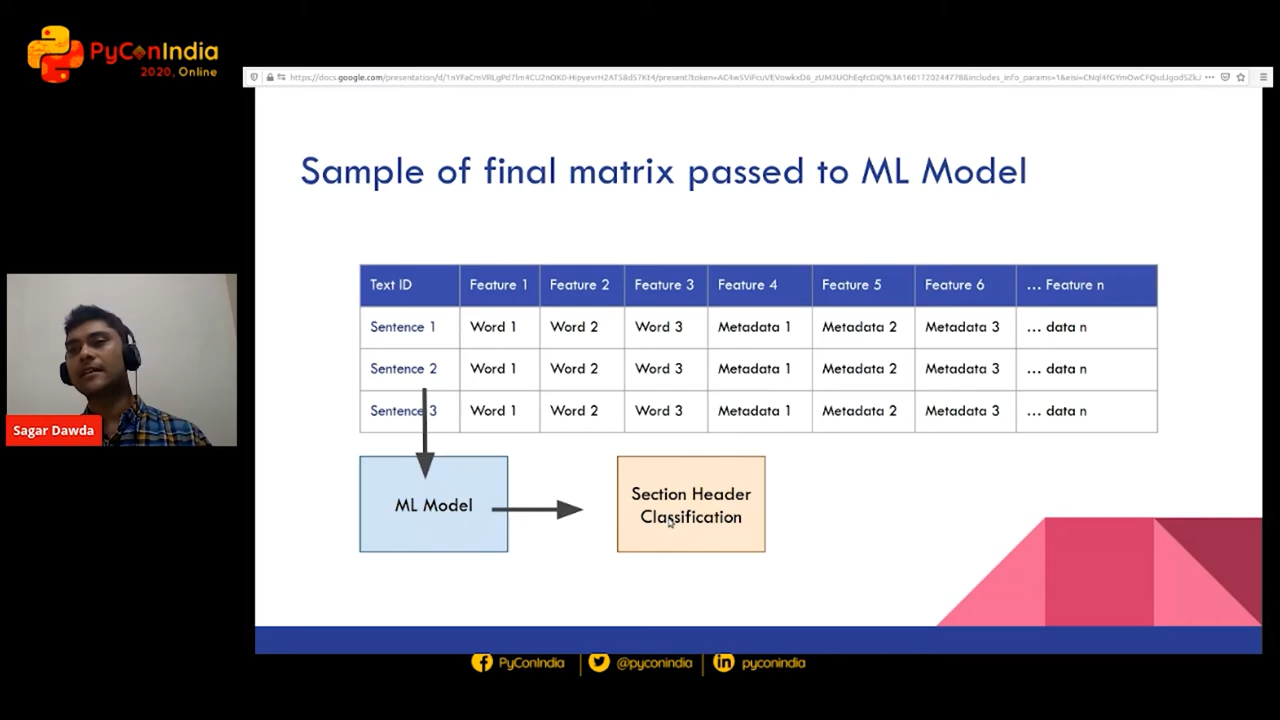 PyConIndia
2020, Online
Sample of final matrix passed to ML Model
Text ID Feature 1 Feature 2 Feature 3 Feature 4 Feature 5 Feature 6 ... Feature n
Sentence 1 Word 1 Word 2 Word 3 Metadata 1 Metadata 2 Metadata 3 ... data n
Sentence 2 Word 1 Word 2 Word 3 Metadata 1 Metadata 2 Metadata 3 ... data n
Sentence 3 Word 1 Word 2 Word 3 Metadata 1 Metadata 2 Metadata 3 ... data n
ML Model
Section Header
Classification
Sagar Dawda
PyConIndia @pyconindia pyconindia